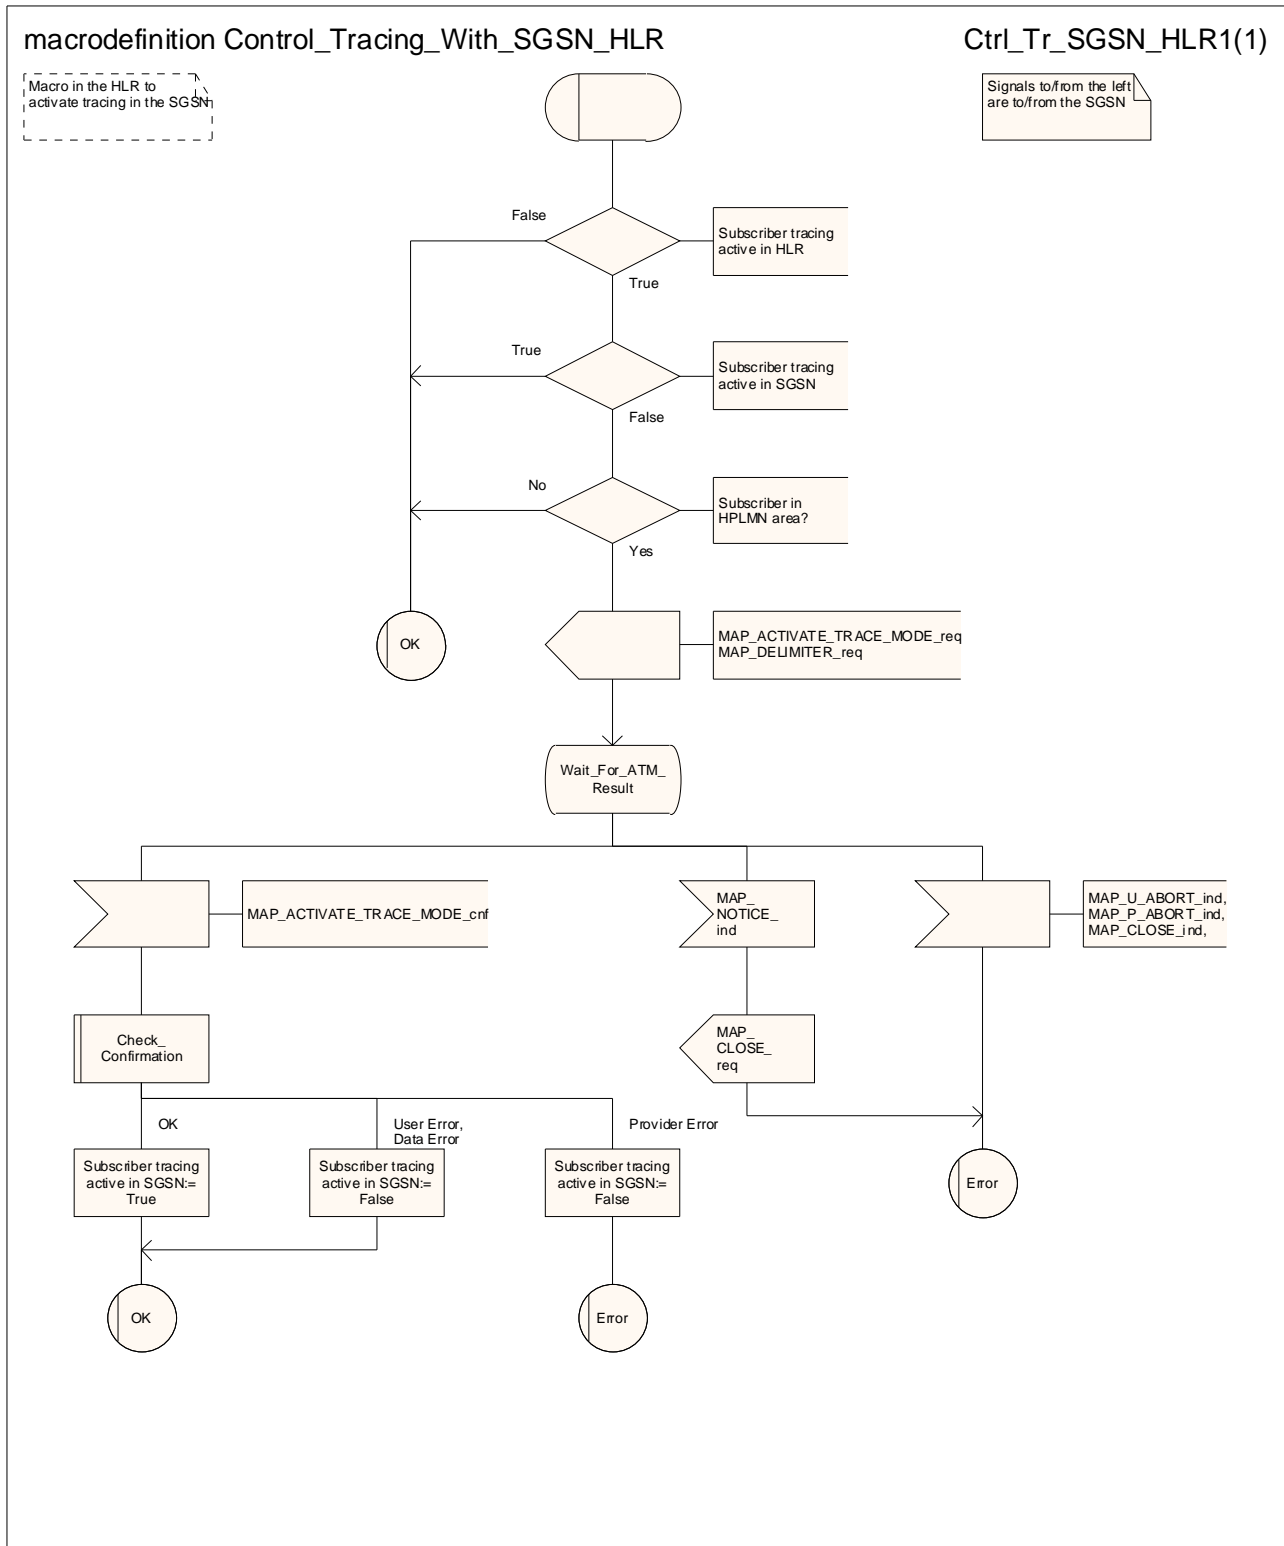 macrodefinition Control_Tracing_With_SGSN_HLR
Ctrl_Tr_SGSN_HLR1(1)
Macro in the HLR to
activate tracing in the SGSN
Signals to/from the left
are to/from the SGSN
False
Subscriber tracing
active in HLR
True
True
Subscriber tracing
active in SGSN
False
No
Subscriber in
HPLMN area?
Yes
OK
MAP_ACTIVATE_TRACE_MODE_req
MAP_DELIMITER_req
Wait_For_ATM_
Result
MAP_ACTIVATE_TRACE_MODE_cnf
MAP_
NOTICE_
ind
MAP_U_ABORT_ind,
MAP_P_ABORT_ind,
MAP_CLOSE_ind,
Check_
Confirmation
MAP_
CLOSE_
req
OK
User Error,
Data Error
Provider Error
Subscriber tracing
active in SGSN:=
True
Subscriber tracing
active in SGSN:=
False
Subscriber tracing
active in SGSN:=
False
Error
OK
Error